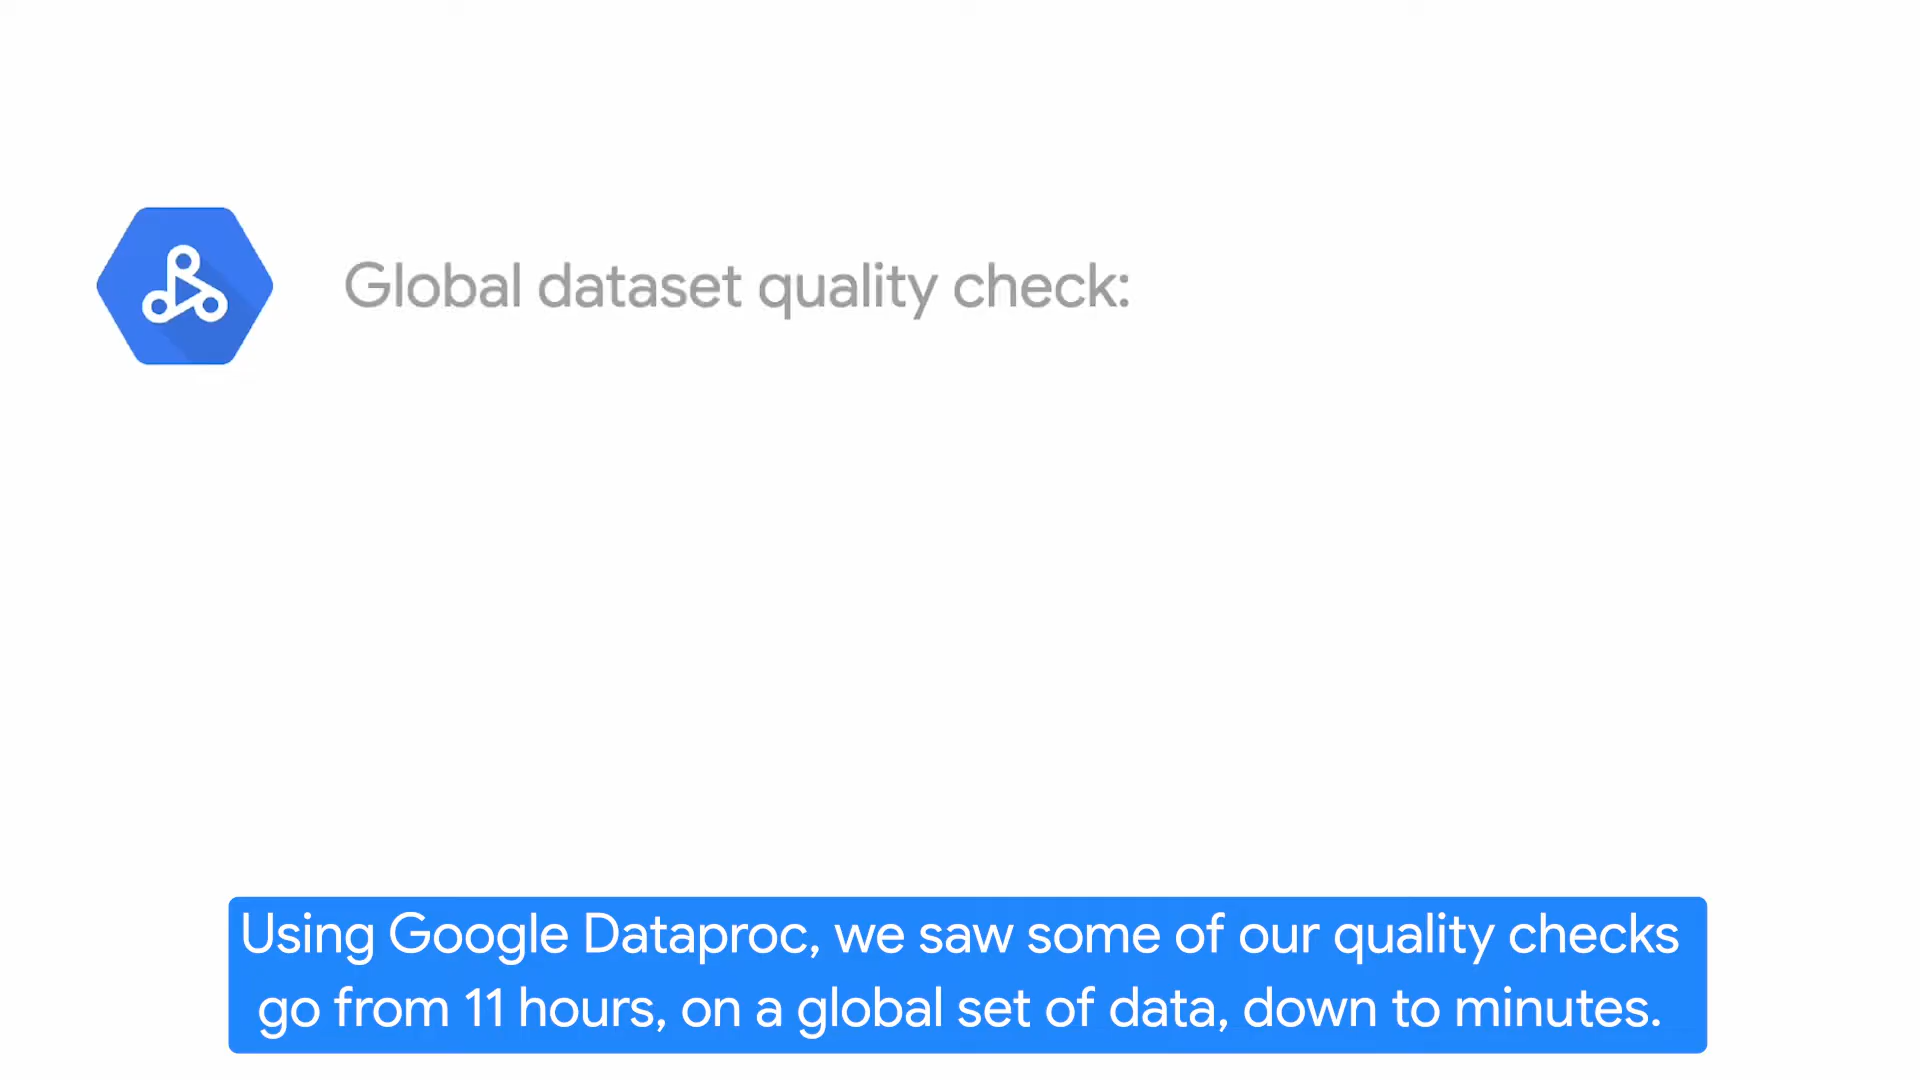 Global dataset quality check:
Using Google Dataproc, we saw some of our quality checks
go from 11 hours, on a global set of data, down to minutes.